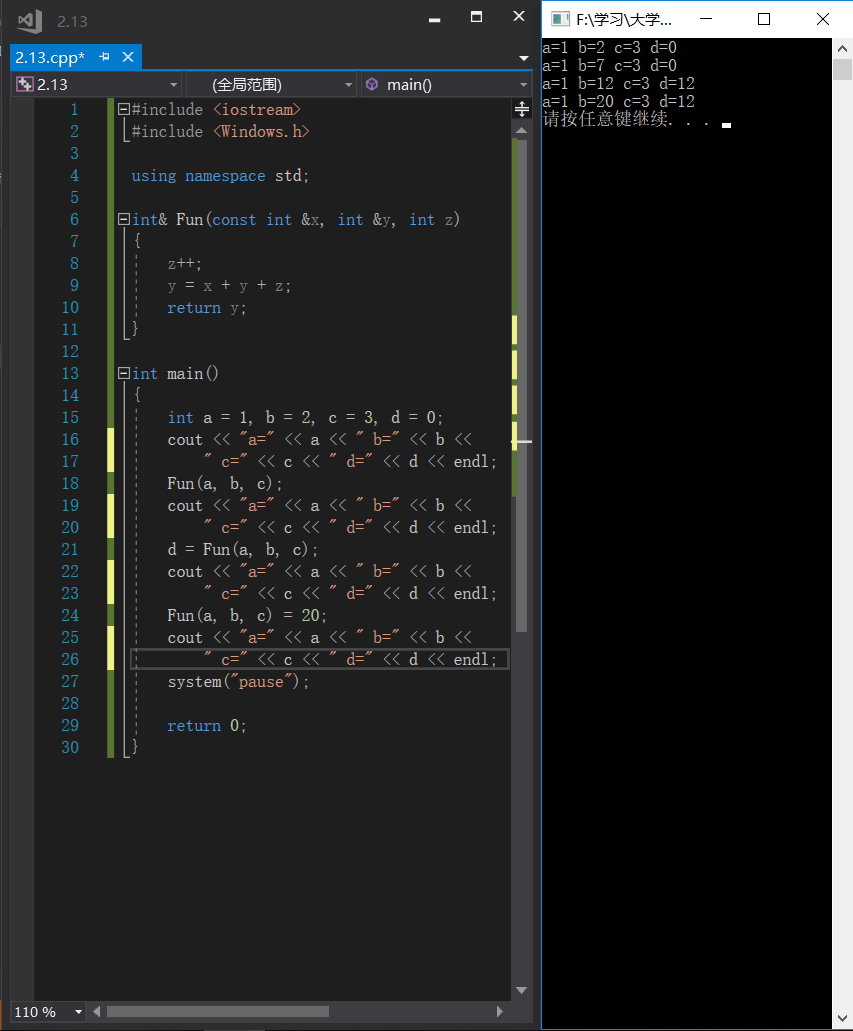 2.13
2.13.cpp*
2.13 (全局范围) main()
1 #include <iostream>
2 #include <Windows.h>
3
4 using namespace std;
5
6 int& Fun(const int &x, int &y, int z)
7 {
8 z++;
9 y = x + y + z;
10 return y;
11 }
12
13 int main()
14 {
15 int a = 1, b = 2, c = 3, d = 0;
16 cout << "a=" << a << " b=" << b <<
17 " c=" << c << " d=" << d << endl;
18 Fun(a, b, c);
19 cout << "a=" << a << " b=" << b <<
20 " c=" << c << " d=" << d << endl;
21 d = Fun(a, b, c);
22 cout << "a=" << a << " b=" << b <<
23 " c=" << c << " d=" << d << endl;
24 Fun(a, b, c) = 20;
25 cout << "a=" << a << " b=" << b <<
26 " c=" << c << " d=" << d << endl;
27 system("pause");
28
29 return 0;
30 }
110 %
F:\学习\大学...
a=1 b=2 c=3 d=0
a=1 b=7 c=3 d=0
a=1 b=12 c=3 d=12
a=1 b=20 c=3 d=12
请按任意键继续. . .